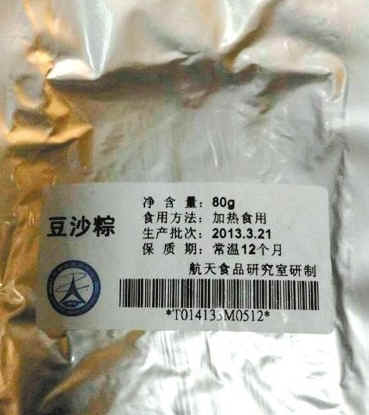 豆沙粽
净 含 量：80g
食用方法：加热食用
生产批次：2013.3.21
保 质 期：常温12个月
航天食品研究室研制
*T014133M0512*